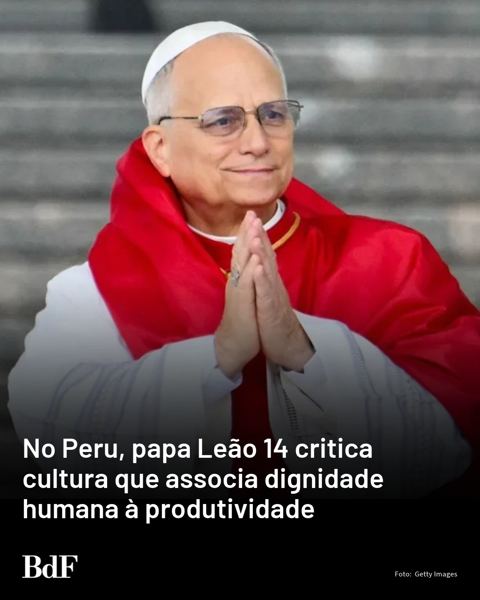 No Peru, papa Leão 14 critica
cultura que associa dignidade
humana à produtividade
BdF
Foto: Getty Images